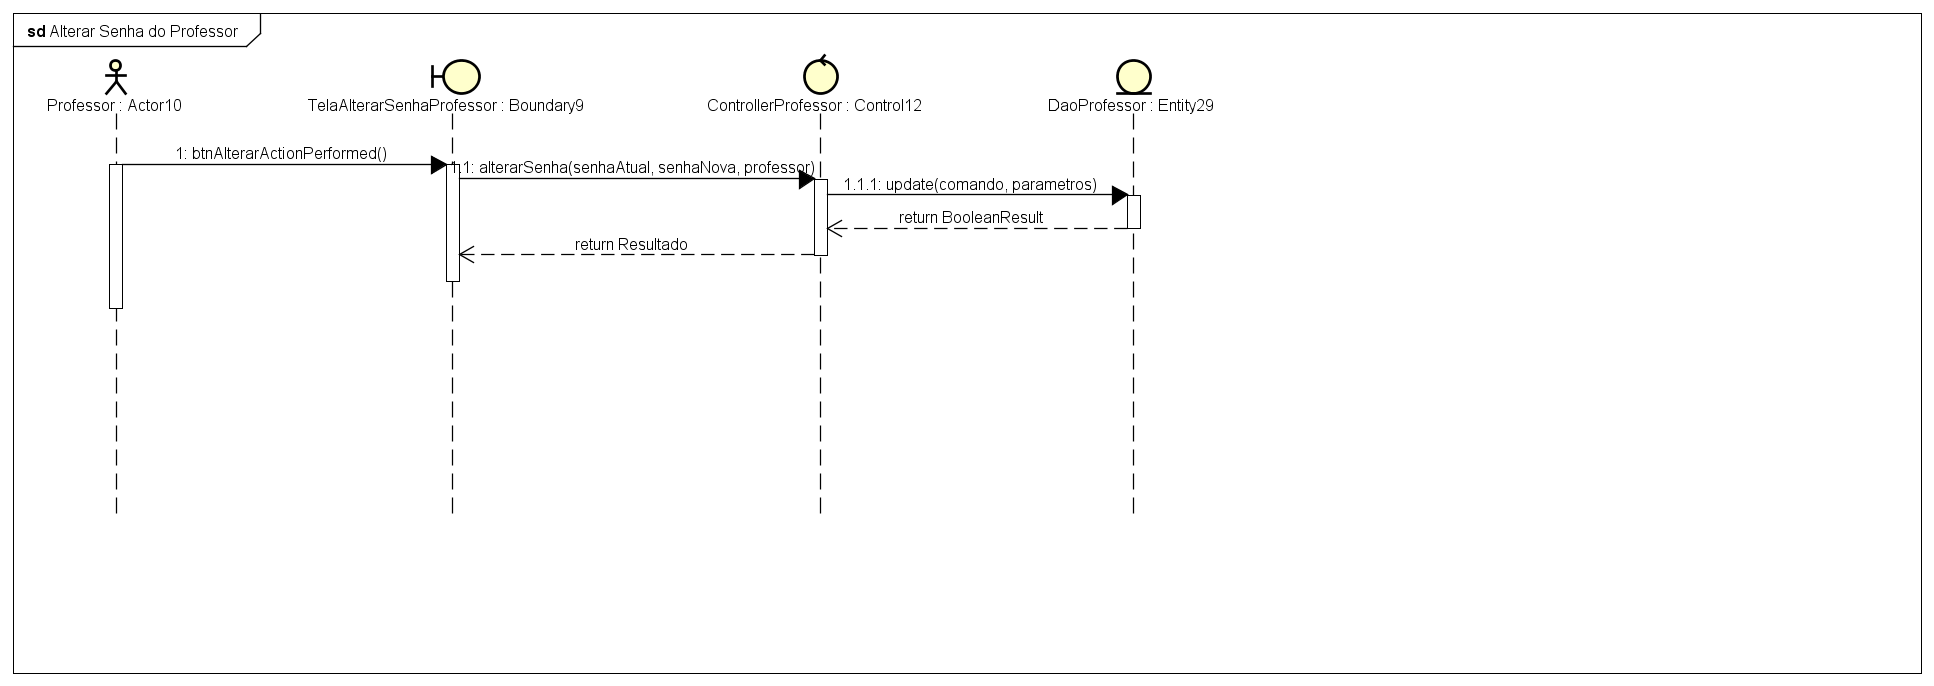 sd Alterar Senha do Professor
Professor : Actor10
TelaAlterarSenhaProfessor : Boundary9
ControllerProfessor : Control12
DaoProfessor : Entity29
1: btnAlterarActionPerformed()
1.1: alterarSenha(senhaAtual, senhaNova, professor)
1.1.1: update(comando, parametros)
return BooleanResult
return Resultado